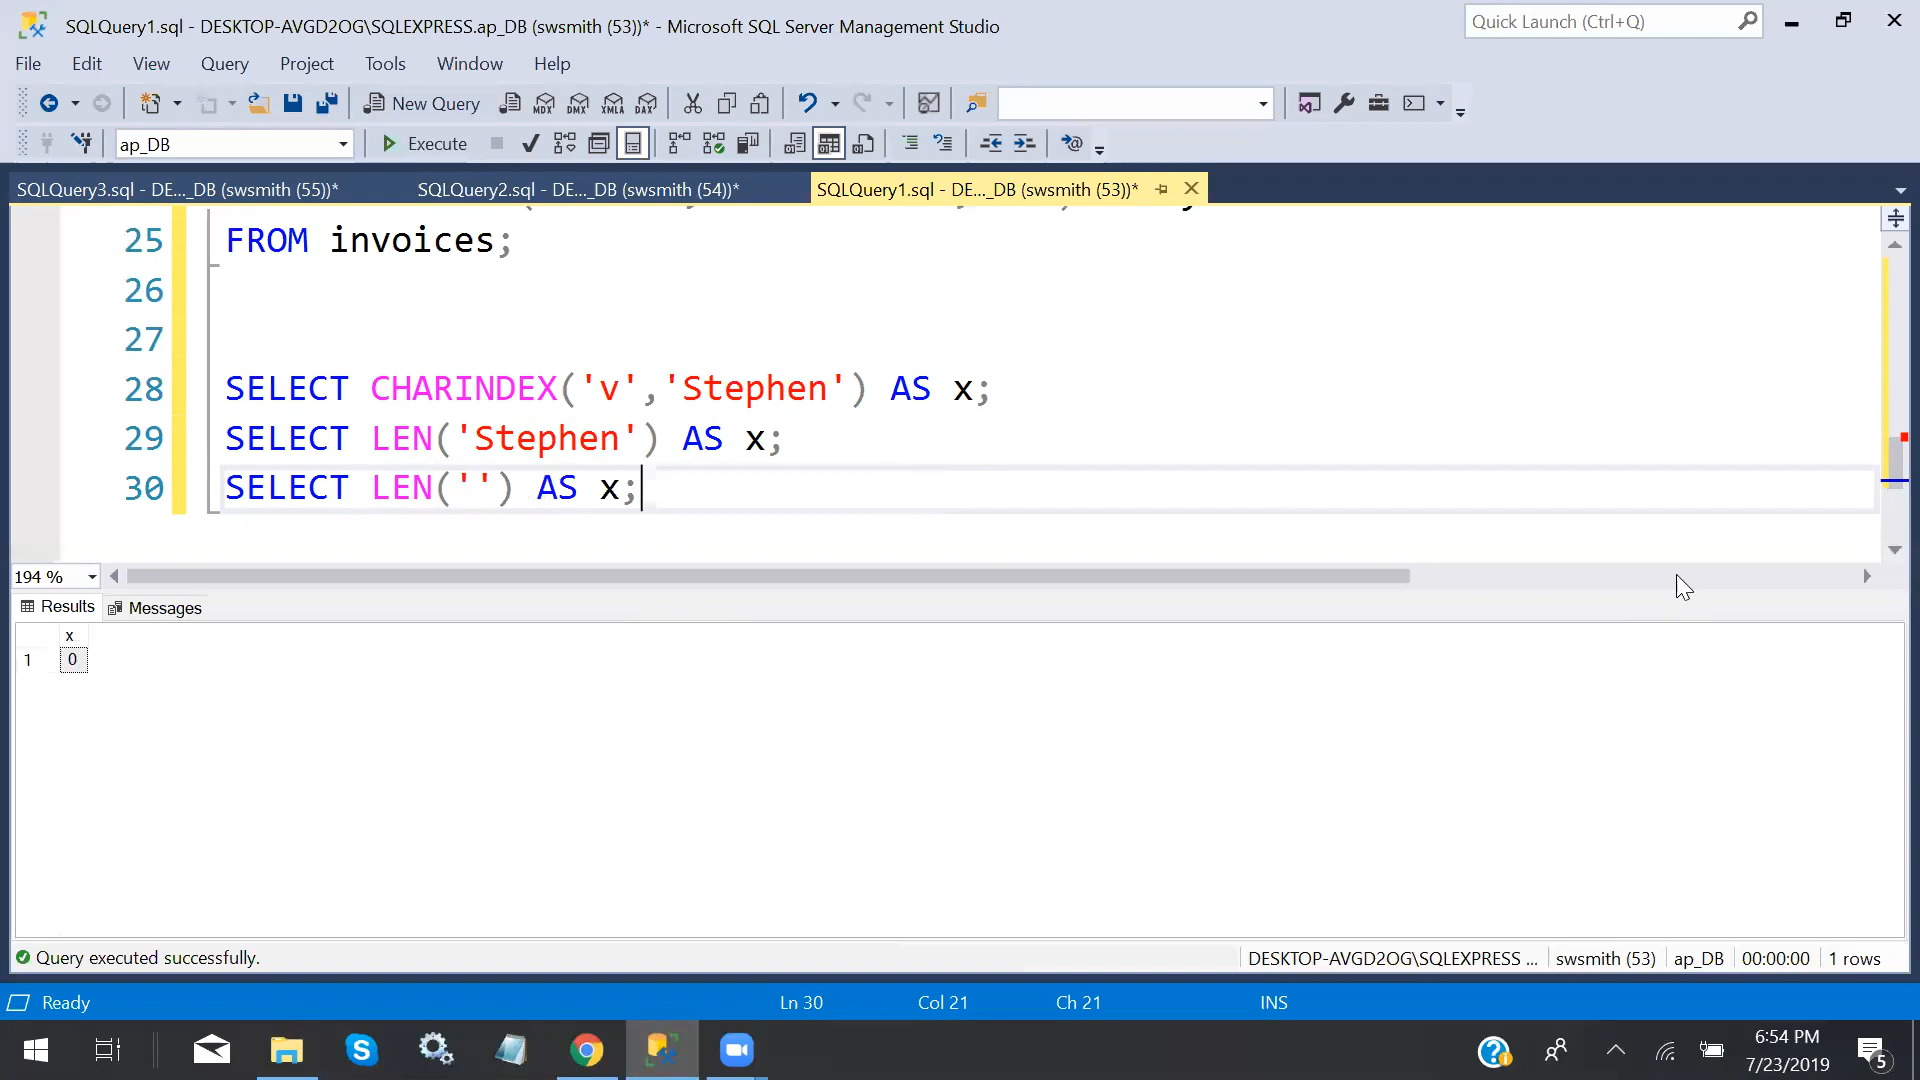 SQLQuery1.sql - DESKTOP-AVGD2OG\SQLEXPRESS.ap_DB (swsmith (53))* - Microsoft SQL Server Management Studio
Quick Launch (Ctrl+Q)
File Edit View Query Project Tools Window Help
New Query MDX DMX XMLA DAX
ap_DB Execute
SQLQuery3.sql - DE..._DB (swsmith (55))* SQLQuery2.sql - DE..._DB (swsmith (54))* SQLQuery1.sql - DE..._DB (swsmith (53))*
25 FROM invoices;
26
27
28 SELECT CHARINDEX('v','Stephen') AS x;
29 SELECT LEN('Stephen') AS x;
30 SELECT LEN('') AS x;
194 %
Results Messages
x
1 0
Query executed successfully. DESKTOP-AVGD2OG\SQLEXPRESS ... swsmith (53) ap_DB 00:00:00 1 rows
Ready Ln 30 Col 21 Ch 21 INS
6:54 PM
7/23/2019
5